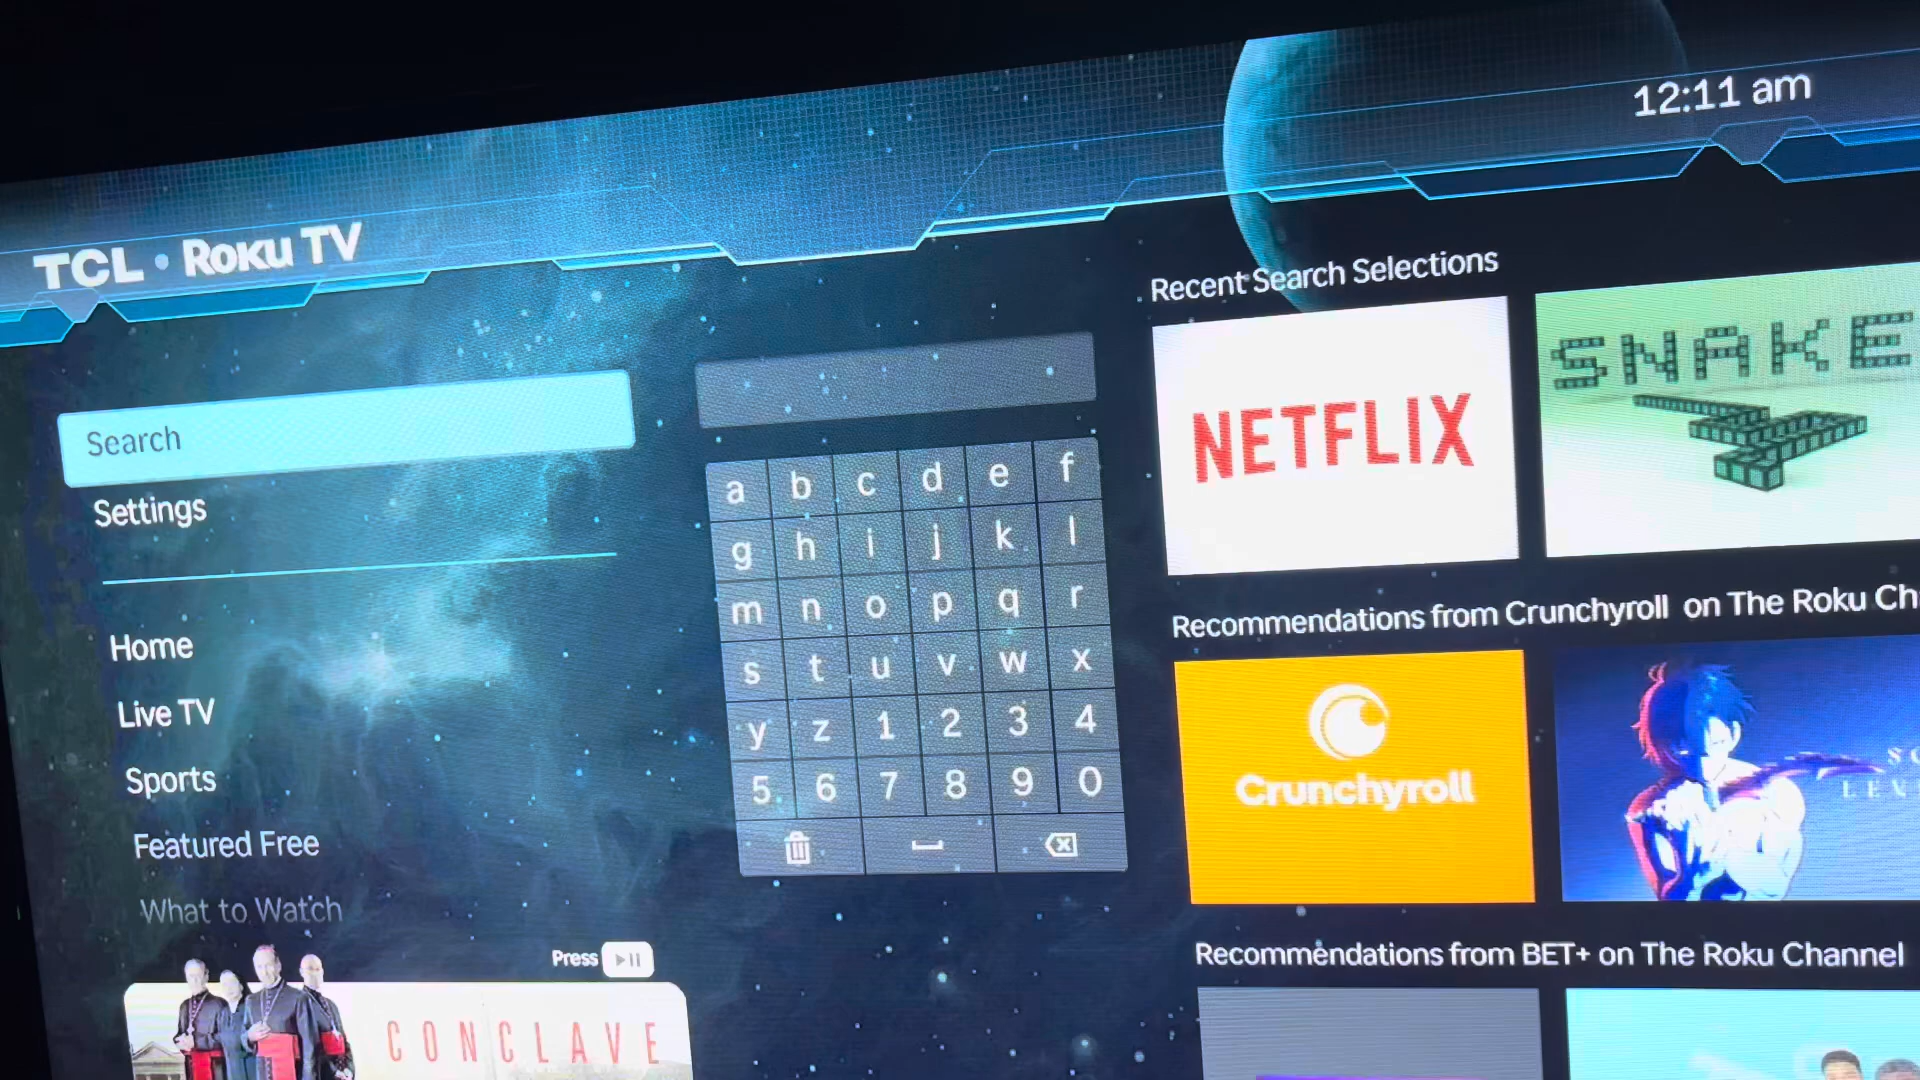 12:11 am
TCL • Roku TV
Search
Settings
Home
Live TV
Sports
Featured Free
What to Watch
Press
CONCLAVE
a b c d e f
g h i j k l
m n o p q r
s t u v w x
y z 1 2 3 4
5 6 7 8 9 0
Recent Search Selections
NETFLIX
SNAKE
Recommendations from Crunchyroll on The Roku Ch
Crunchyroll
Recommendations from BET+ on The Roku Channel